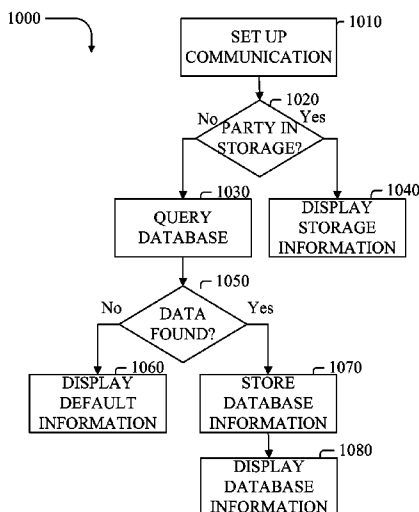 1000
1010
SET UP
COMMUNICATION
1020
No
Yes
PARTY IN
STORAGE?
1030
QUERY
DATABASE
1040
DISPLAY
STORAGE
INFORMATION
1050
No
Yes
DATA
FOUND?
1060
DISPLAY
DEFAULT
INFORMATION
1070
STORE
DATABASE
INFORMATION
1080
DISPLAY
DATABASE
INFORMATION